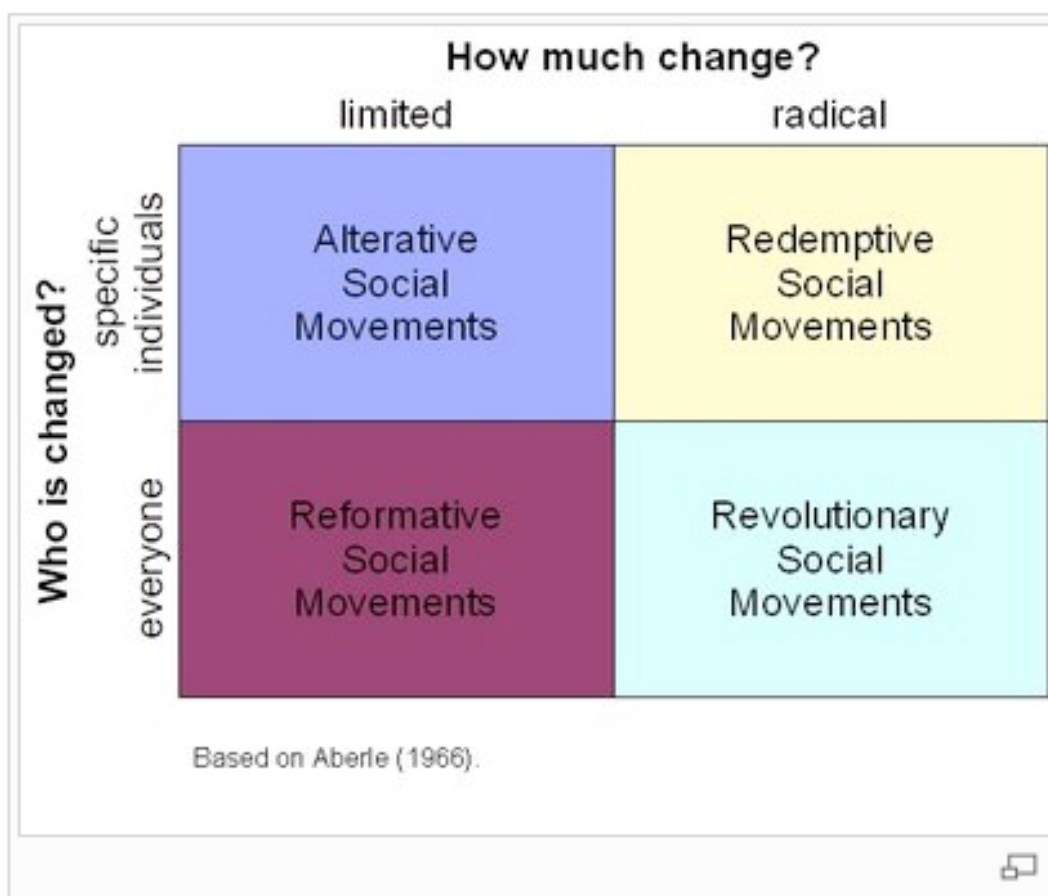 How much change?
limited radical
Who is changed?
specific
individuals
Alterative
Social
Movements
Redemptive
Social
Movements
everyone
Reformative
Social
Movements
Revolutionary
Social
Movements
Based on Aberle (1966).